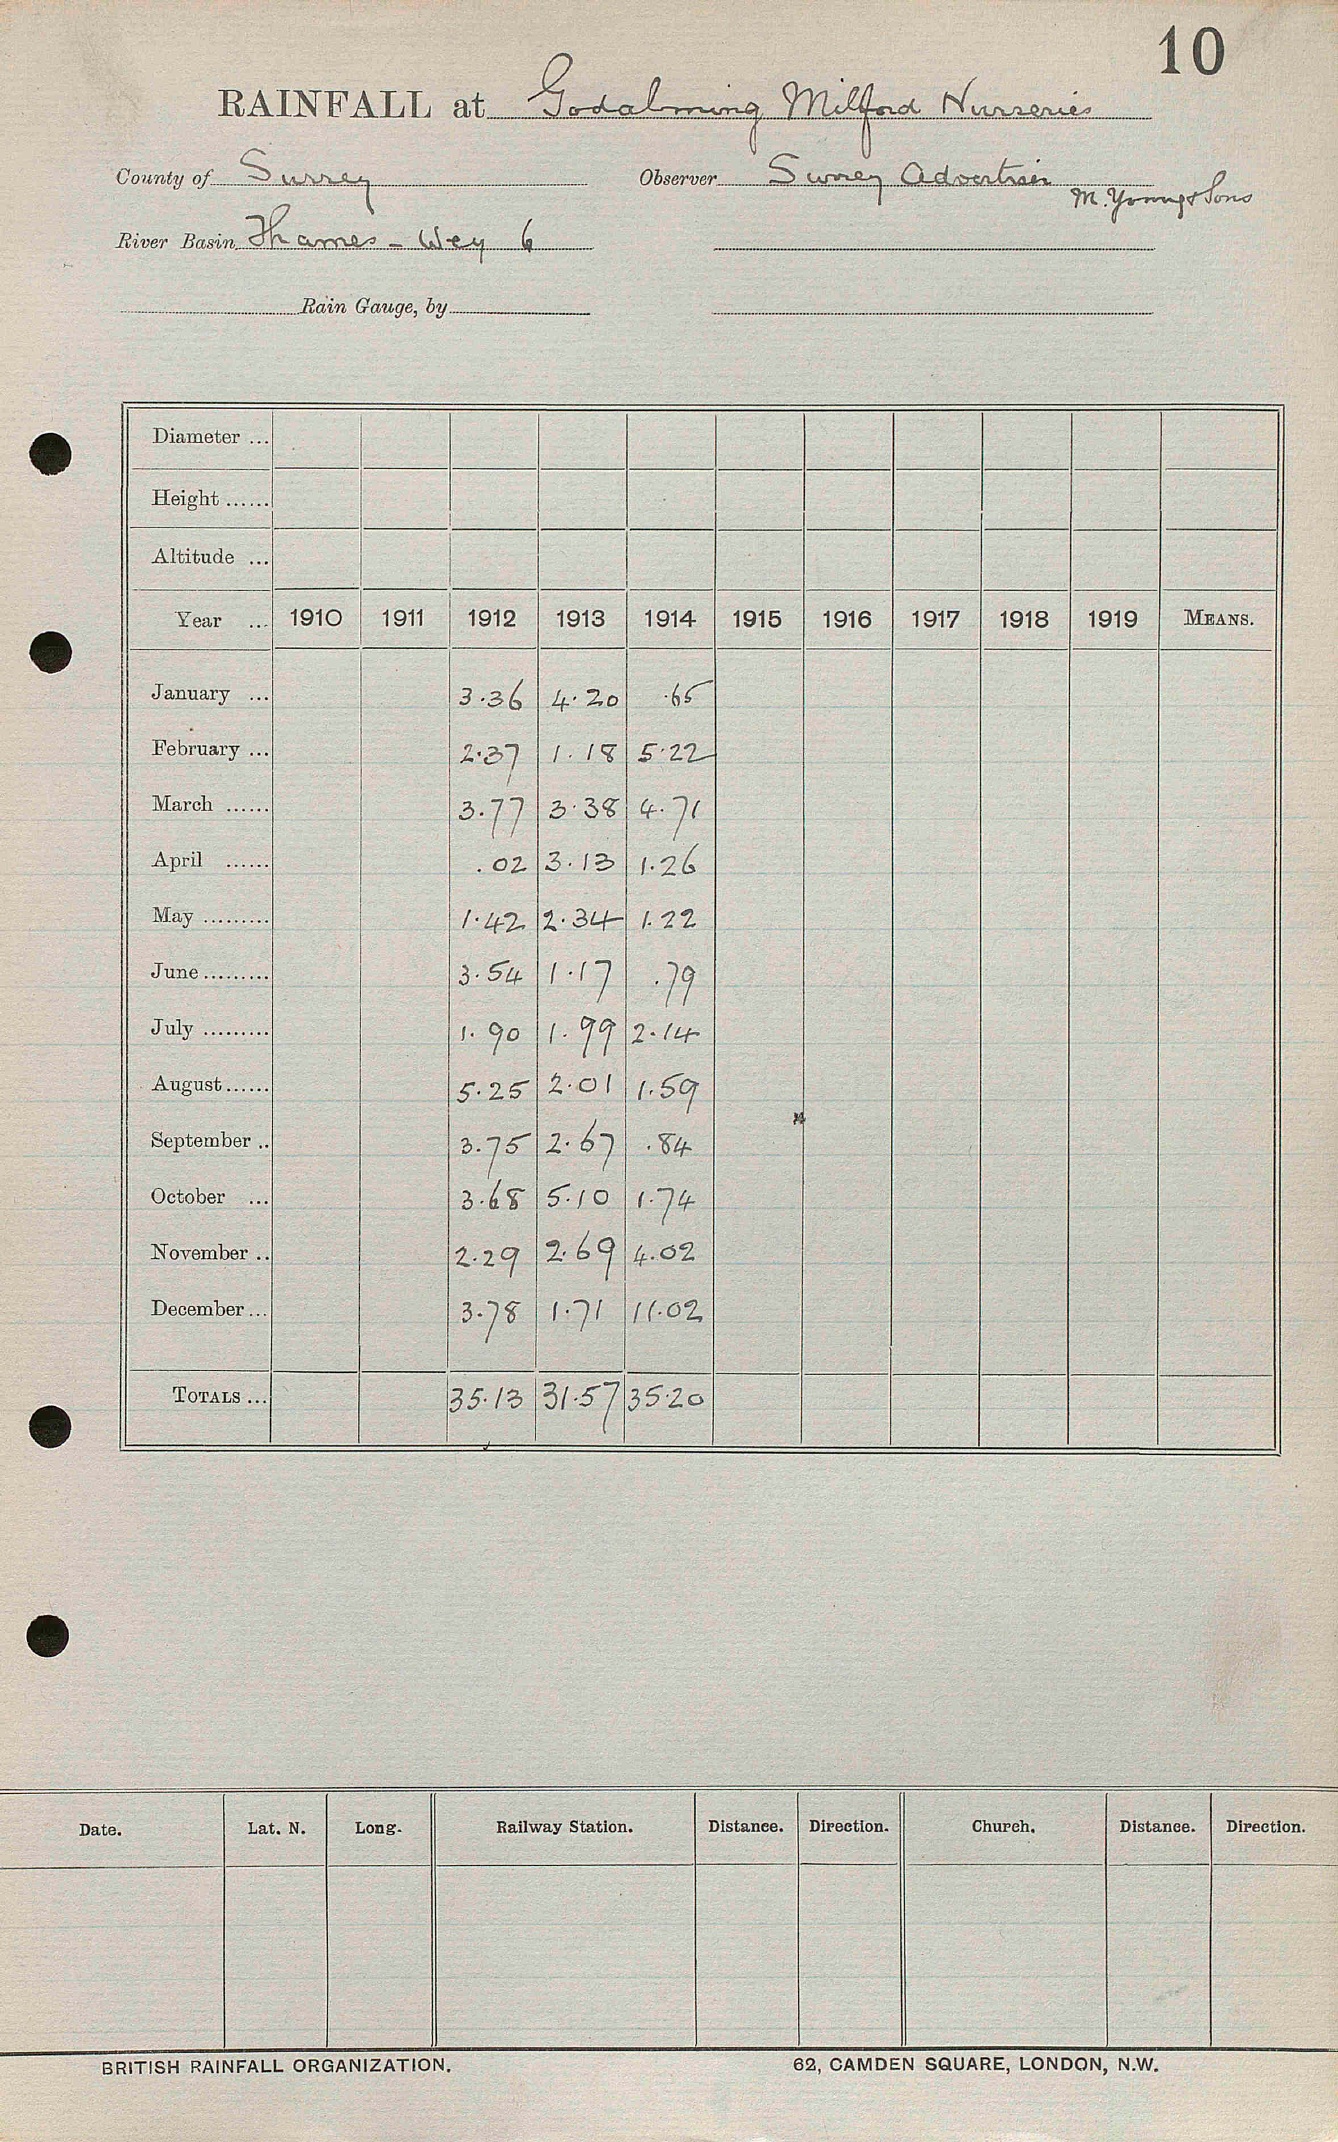 10
RAINFALL at Godalming Milford Nurseries
County of Surrey Observer Surrey Advertiser
M. Young & Sons
River Basin Thames - Wey 6
Rain Gauge, by
Diameter ...
Height ......
Altitude ...
Year ... 1910 1911 1912 1913 1914 1915 1916 1917 1918 1919 MEANS.
January ... 3.36 4.20 .65
February ... 2.37 1.18 5.22
March ...... 3.77 3.38 4.71
April ...... .02 3.13 1.26
May ......... 1.42 2.34 1.22
June ......... 3.54 1.17 .79
July ......... 1.90 1.99 2.14
August ...... 5.25 2.01 1.59
September .. 3.75 2.67 .84
October ... 3.68 5.10 1.74
November .. 2.29 2.69 4.02
December ... 3.78 1.71 11.02
TOTALS ... 35.13 31.57 35.20
Date. Lat. N. Long. Railway Station. Distance. Direction. Church. Distance. Direction.
BRITISH RAINFALL ORGANIZATION. 62, CAMDEN SQUARE, LONDON, N.W.